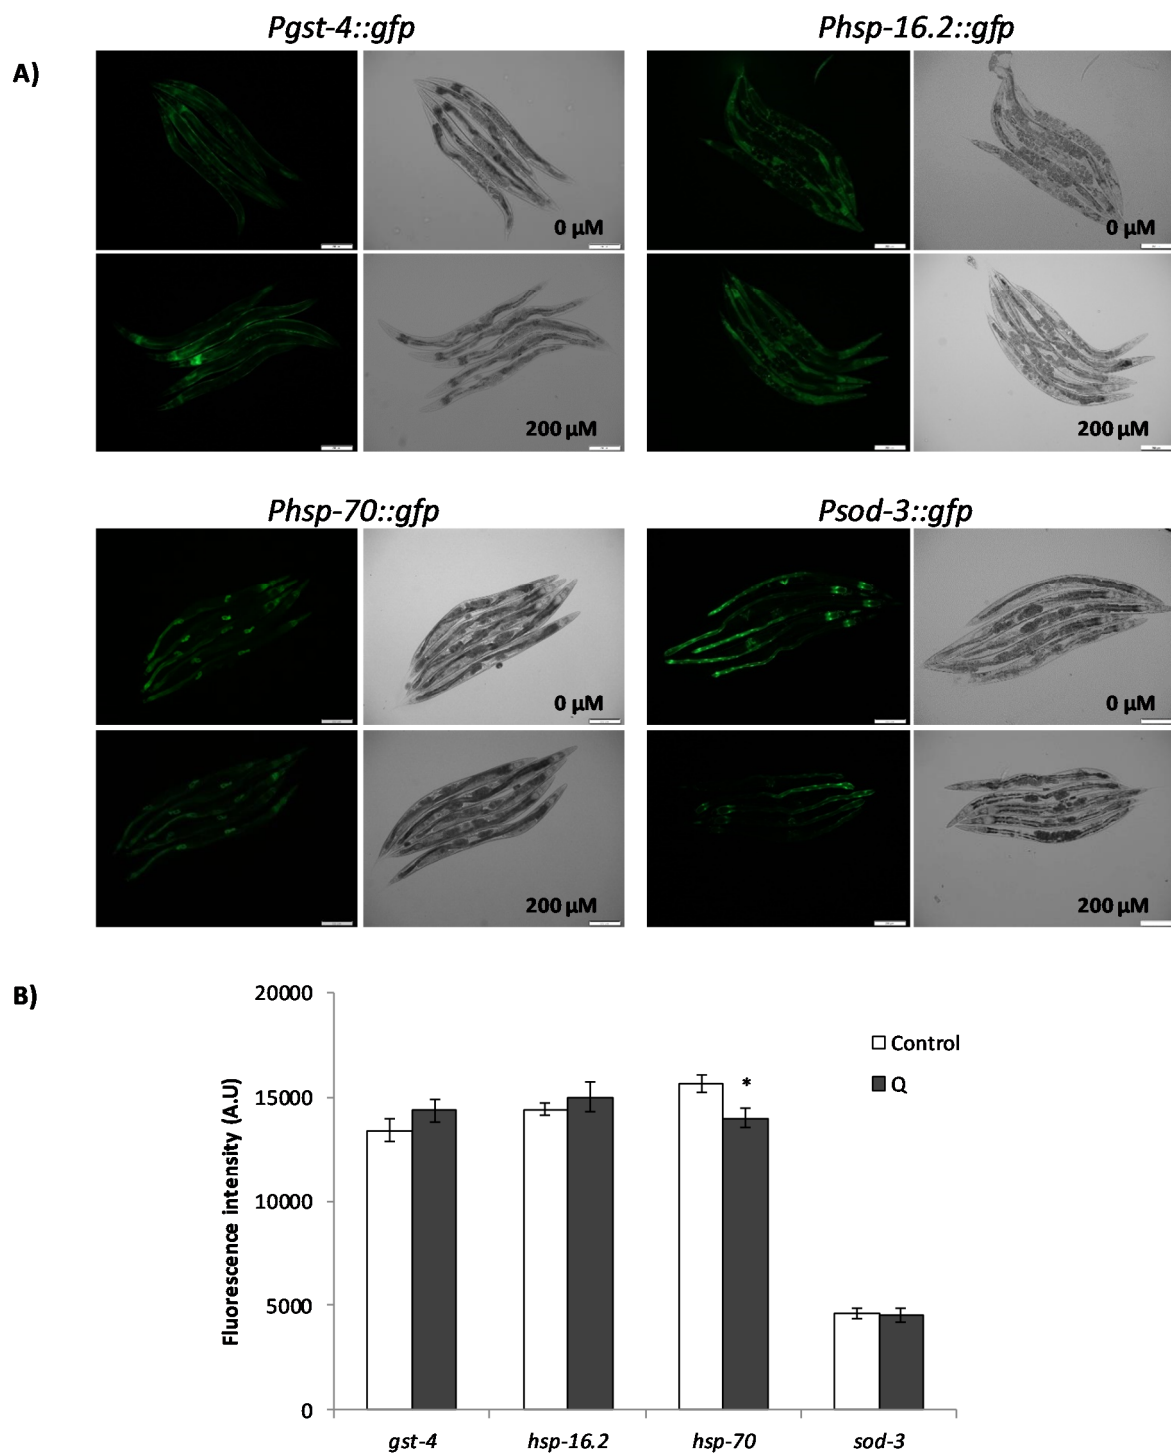 Pgst-4::gfp Phsp-16.2::gfp
A)
0 µM 0 µM
200 µM 200 µM
Phsp-70::gfp Psod-3::gfp
0 µM 0 µM
200 µM 200 µM
B)
Fluorescence intensity (A.U)
20000
15000
10000
5000
0
Control
Q
*
gst-4 hsp-16.2 hsp-70 sod-3